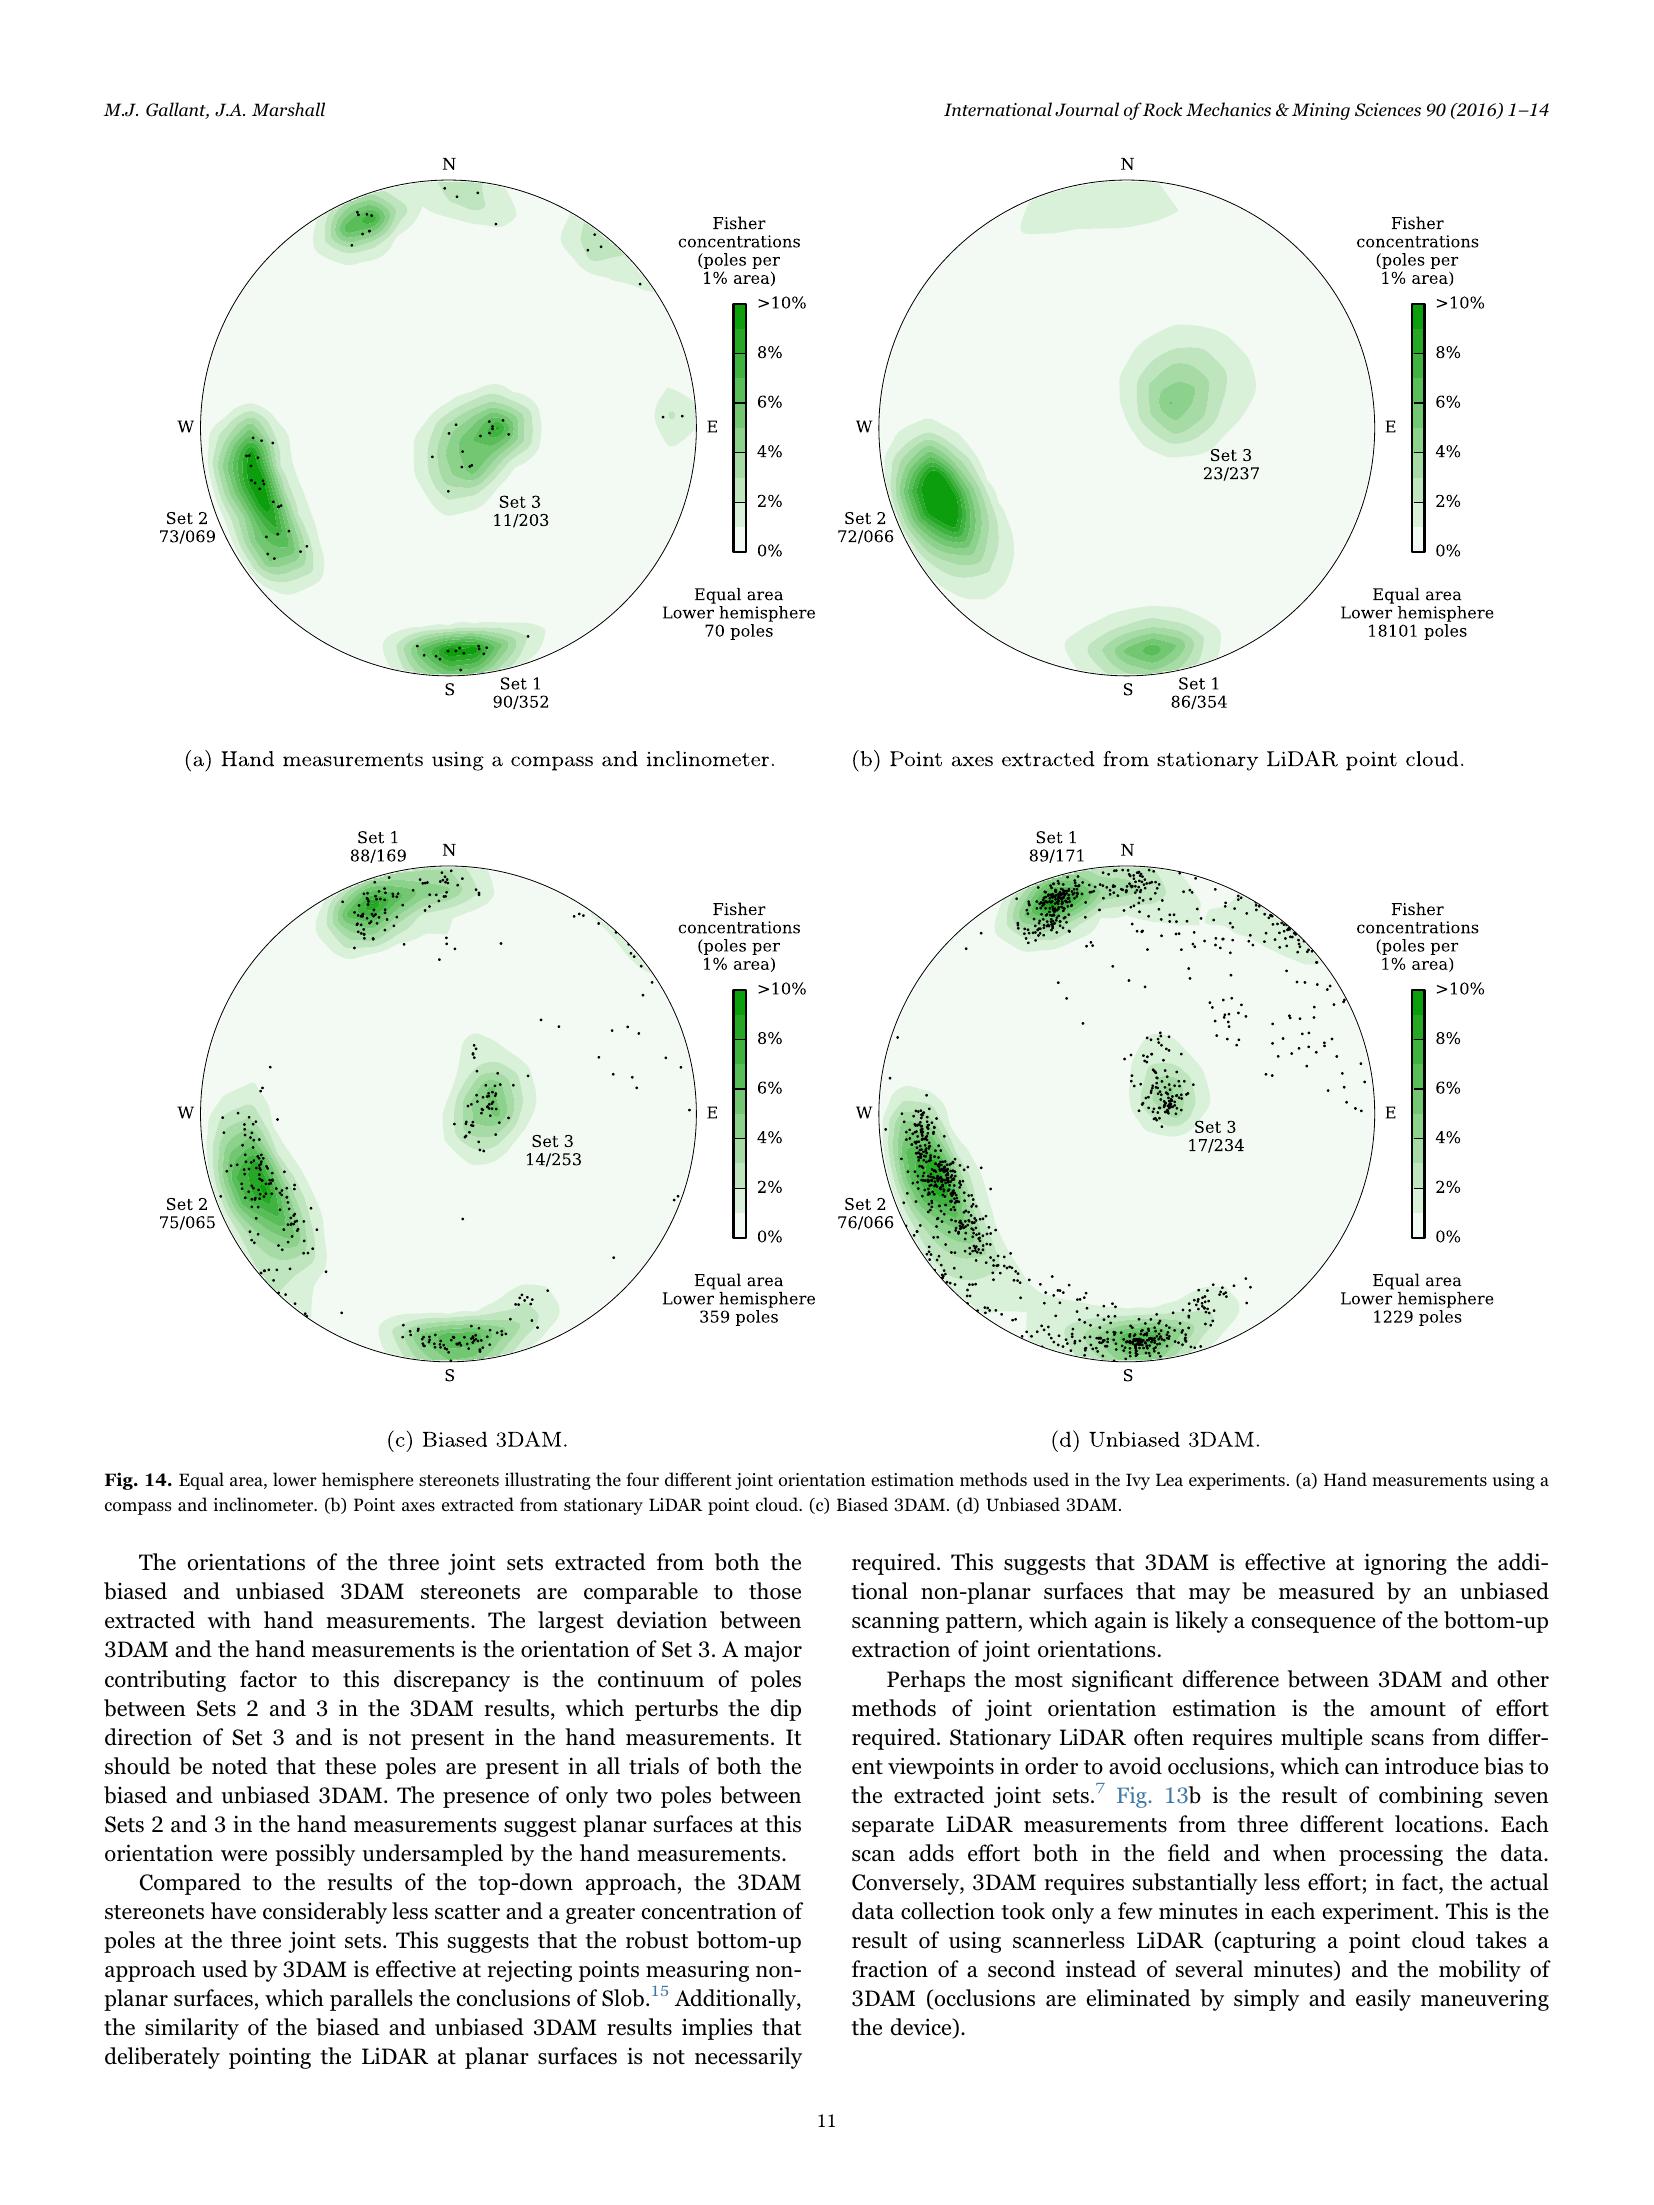 M.J. Gallant, J.A. Marshall
International Journal of Rock Mechanics & Mining Sciences 90 (2016) 1–14
N
Fisher
concentrations
(poles per
1% area)
>10%
8%
6%
4%
2%
0%
W
E
Set 3
11/203
Set 2
73/069
Equal area
Lower hemisphere
70 poles
S
Set 1
90/352
(a) Hand measurements using a compass and inclinometer.
N
Fisher
concentrations
(poles per
1% area)
>10%
8%
6%
4%
2%
0%
W
E
Set 3
23/237
Set 2
72/066
Equal area
Lower hemisphere
18101 poles
S
Set 1
86/354
(b) Point axes extracted from stationary LiDAR point cloud.
Set 1
88/169
N
Fisher
concentrations
(poles per
1% area)
>10%
8%
6%
4%
2%
0%
W
E
Set 3
14/253
Set 2
75/065
Equal area
Lower hemisphere
359 poles
S
(c) Biased 3DAM.
Set 1
89/171
N
Fisher
concentrations
(poles per
1% area)
>10%
8%
6%
4%
2%
0%
W
E
Set 3
17/234
Set 2
76/066
Equal area
Lower hemisphere
1229 poles
S
(d) Unbiased 3DAM.
Fig. 14. Equal area, lower hemisphere stereonets illustrating the four different joint orientation estimation methods used in the Ivy Lea experiments. (a) Hand measurements using a
compass and inclinometer. (b) Point axes extracted from stationary LiDAR point cloud. (c) Biased 3DAM. (d) Unbiased 3DAM.
The orientations of the three joint sets extracted from both the
biased and unbiased 3DAM stereonets are comparable to those
extracted with hand measurements. The largest deviation between
3DAM and the hand measurements is the orientation of Set 3. A major
contributing factor to this discrepancy is the continuum of poles
between Sets 2 and 3 in the 3DAM results, which perturbs the dip
direction of Set 3 and is not present in the hand measurements. It
should be noted that these poles are present in all trials of both the
biased and unbiased 3DAM. The presence of only two poles between
Sets 2 and 3 in the hand measurements suggest planar surfaces at this
orientation were possibly undersampled by the hand measurements.
Compared to the results of the top-down approach, the 3DAM
stereonets have considerably less scatter and a greater concentration of
poles at the three joint sets. This suggests that the robust bottom-up
approach used by 3DAM is effective at rejecting points measuring non-
planar surfaces, which parallels the conclusions of Slob.15 Additionally,
the similarity of the biased and unbiased 3DAM results implies that
deliberately pointing the LiDAR at planar surfaces is not necessarily
required. This suggests that 3DAM is effective at ignoring the addi-
tional non-planar surfaces that may be measured by an unbiased
scanning pattern, which again is likely a consequence of the bottom-up
extraction of joint orientations.
Perhaps the most significant difference between 3DAM and other
methods of joint orientation estimation is the amount of effort
required. Stationary LiDAR often requires multiple scans from differ-
ent viewpoints in order to avoid occlusions, which can introduce bias to
the extracted joint sets.7 Fig. 13b is the result of combining seven
separate LiDAR measurements from three different locations. Each
scan adds effort both in the field and when processing the data.
Conversely, 3DAM requires substantially less effort; in fact, the actual
data collection took only a few minutes in each experiment. This is the
result of using scannerless LiDAR (capturing a point cloud takes a
fraction of a second instead of several minutes) and the mobility of
3DAM (occlusions are eliminated by simply and easily maneuvering
the device).
11